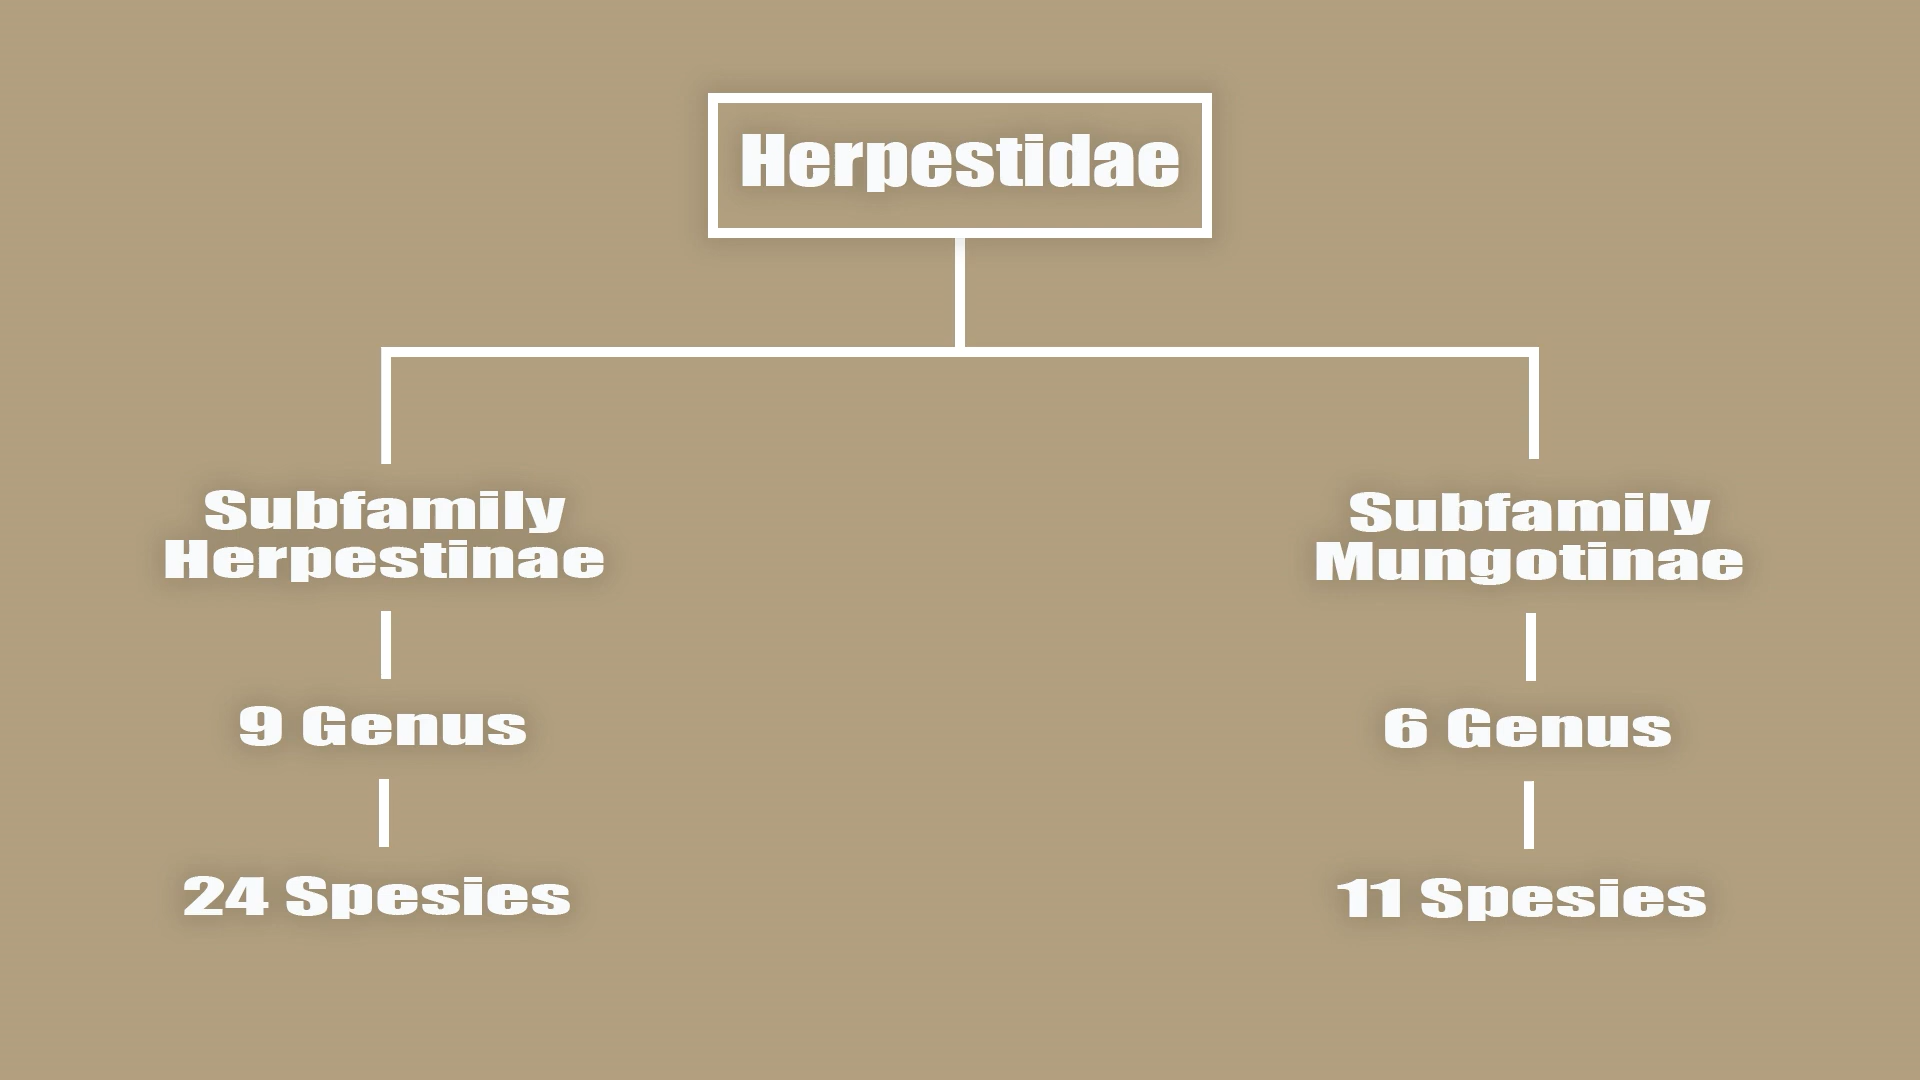 Herpestidae
Subfamily
Herpestinae
9 Genus
24 Spesies
Subfamily
Mungotinae
6 Genus
11 Spesies